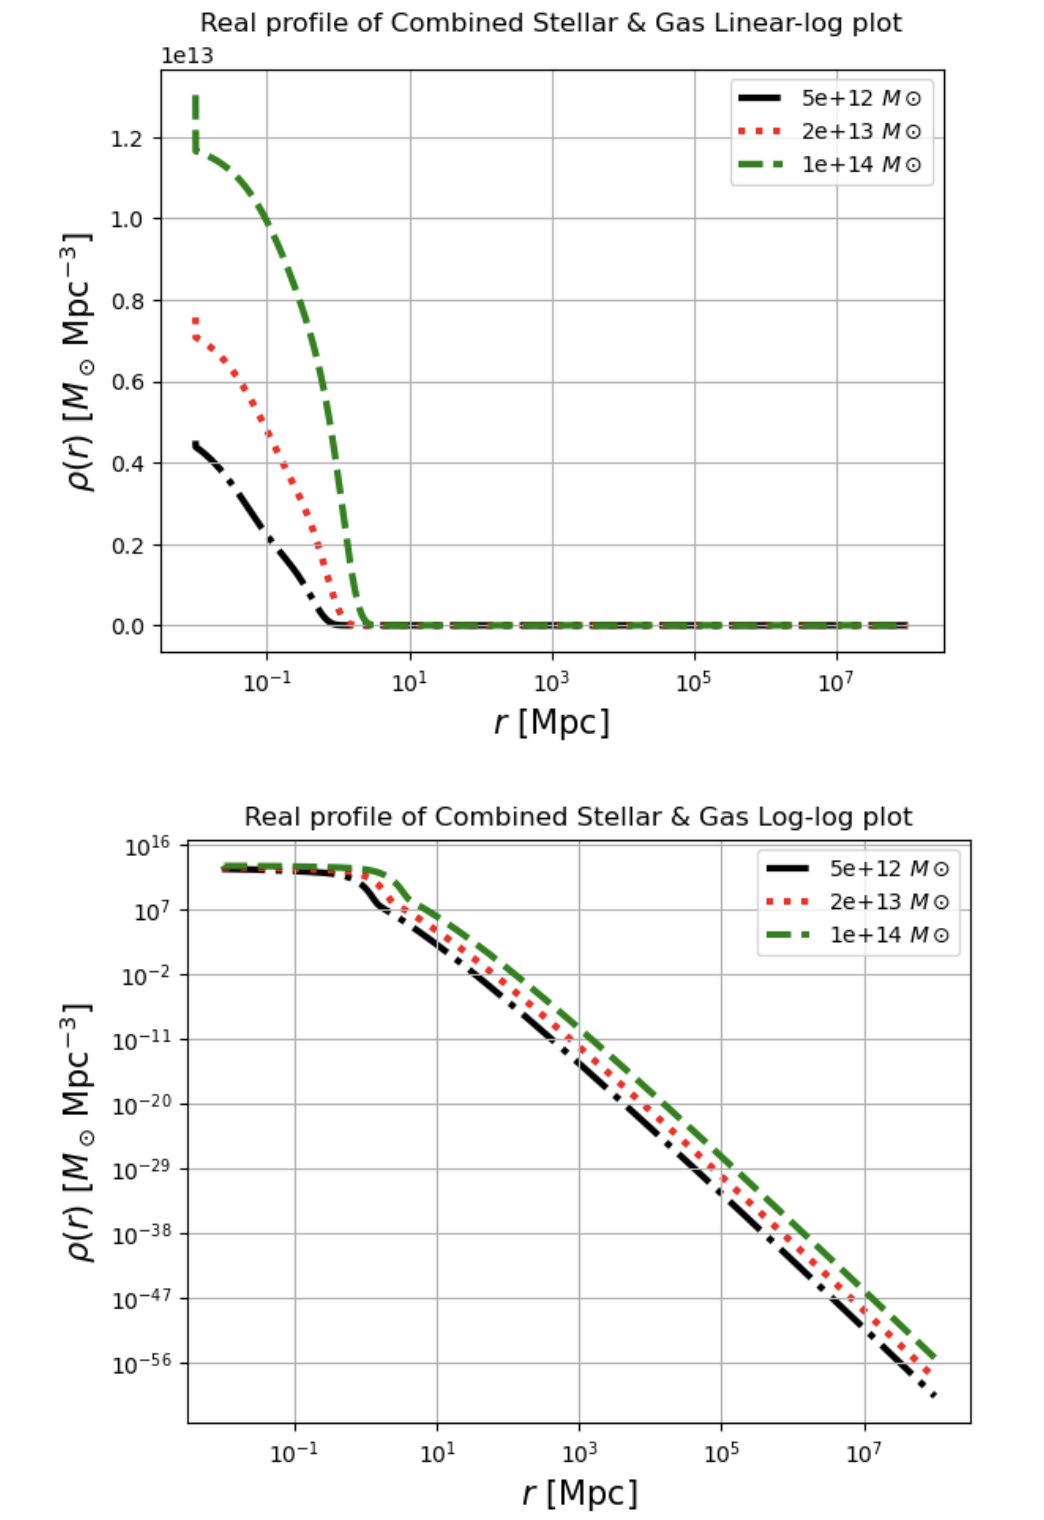 Real profile of Combined Stellar & Gas Linear-log plot
1e13
5e+12 M⊙
2e+13 M⊙
1e+14 M⊙
1.2
1.0
0.8
0.6
0.4
0.2
0.0
ρ(r) [M⊙ Mpc⁻³]
10⁻¹ 10¹ 10³ 10⁵ 10⁷
r [Mpc]
Real profile of Combined Stellar & Gas Log-log plot
5e+12 M⊙
2e+13 M⊙
1e+14 M⊙
10¹⁶
10⁷
10⁻²
10⁻¹¹
10⁻²⁰
10⁻²⁹
10⁻³⁸
10⁻⁴⁷
10⁻⁵⁶
ρ(r) [M⊙ Mpc⁻³]
10⁻¹ 10¹ 10³ 10⁵ 10⁷
r [Mpc]